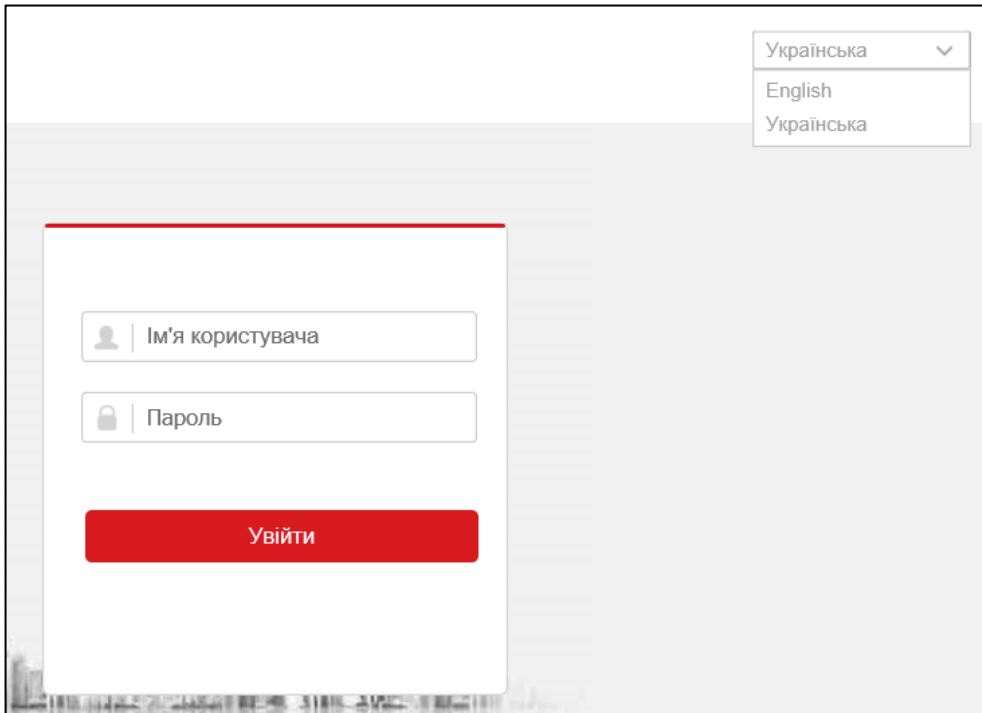 Українська
English
Українська
Ім'я користувача
Пароль
Увійти